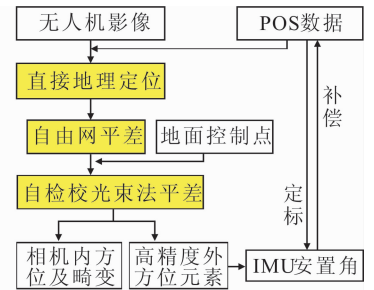 无人机影像
POS数据
直接地理定位
自由网平差
地面控制点
补偿
自检校光束法平差
定标
相机内方
位及畸变
高精度外
方位元素
IMU安置角